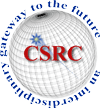 an interdisciplinary gateway to the future
CSRC